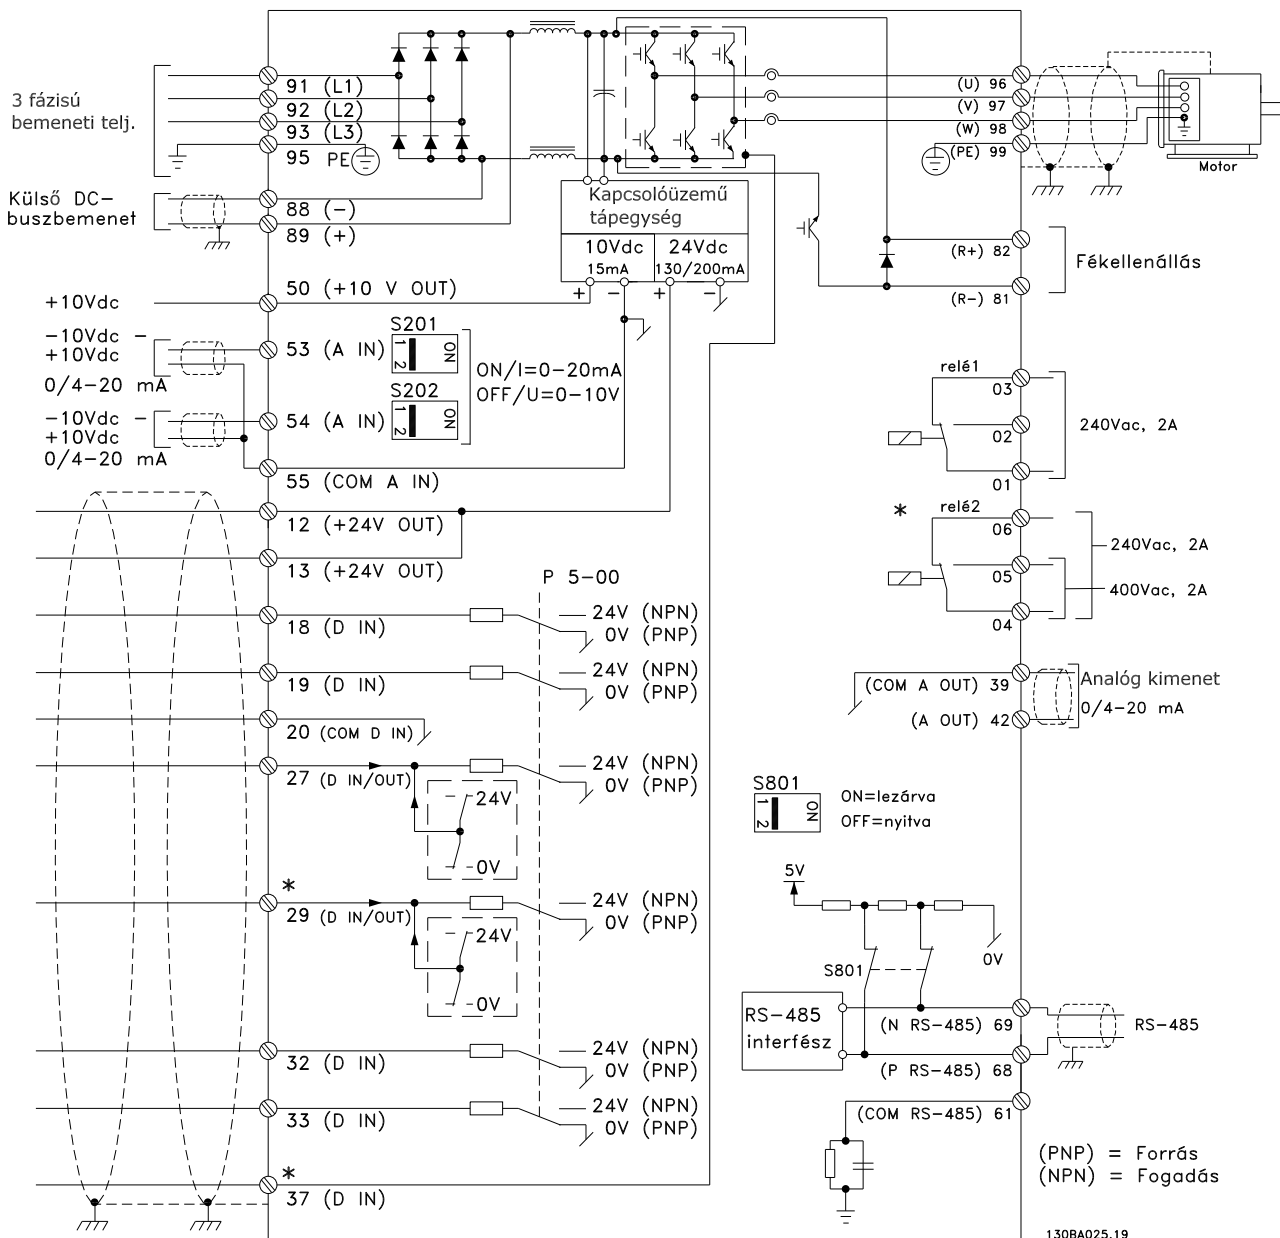 3 fázisú
bemeneti telj.
91 (L1)
92 (L2)
93 (L3)
95 PE
Külső DC-
buszbemenet
88 (−)
89 (+)
Kapcsolóüzemű
tápegység
10Vdc
15mA
24Vdc
130/200mA
+ − + −
(U) 96
(V) 97
(W) 98
(PE) 99
Motor
(R+) 82
Fékellenállás
(R−) 81
+10Vdc
50 (+10 V OUT)
−10Vdc −
+10Vdc
0/4−20 mA
53 (A IN)
S201
1 2 ON
ON/I=0−20mA
OFF/U=0−10V
−10Vdc −
+10Vdc
0/4−20 mA
54 (A IN)
S202
1 2 ON
55 (COM A IN)
12 (+24V OUT)
13 (+24V OUT)
relé1
03
02
01
240Vac, 2A
*
relé2
06
05
04
240Vac, 2A
400Vac, 2A
P 5-00
18 (D IN)
24V (NPN)
0V (PNP)
19 (D IN)
24V (NPN)
0V (PNP)
20 (COM D IN)
27 (D IN/OUT)
24V (NPN)
0V (PNP)
24V
0V
*
29 (D IN/OUT)
24V (NPN)
0V (PNP)
24V
0V
32 (D IN)
24V (NPN)
0V (PNP)
33 (D IN)
24V (NPN)
0V (PNP)
*
37 (D IN)
(COM A OUT) 39
(A OUT) 42
Analóg kimenet
0/4−20 mA
S801
1 2 ON
ON=lezárva
OFF=nyitva
5V
S801
0V
RS-485
interfész
(N RS-485) 69
(P RS-485) 68
RS-485
(COM RS-485) 61
(PNP) = Forrás
(NPN) = Fogadás
130BA025.19